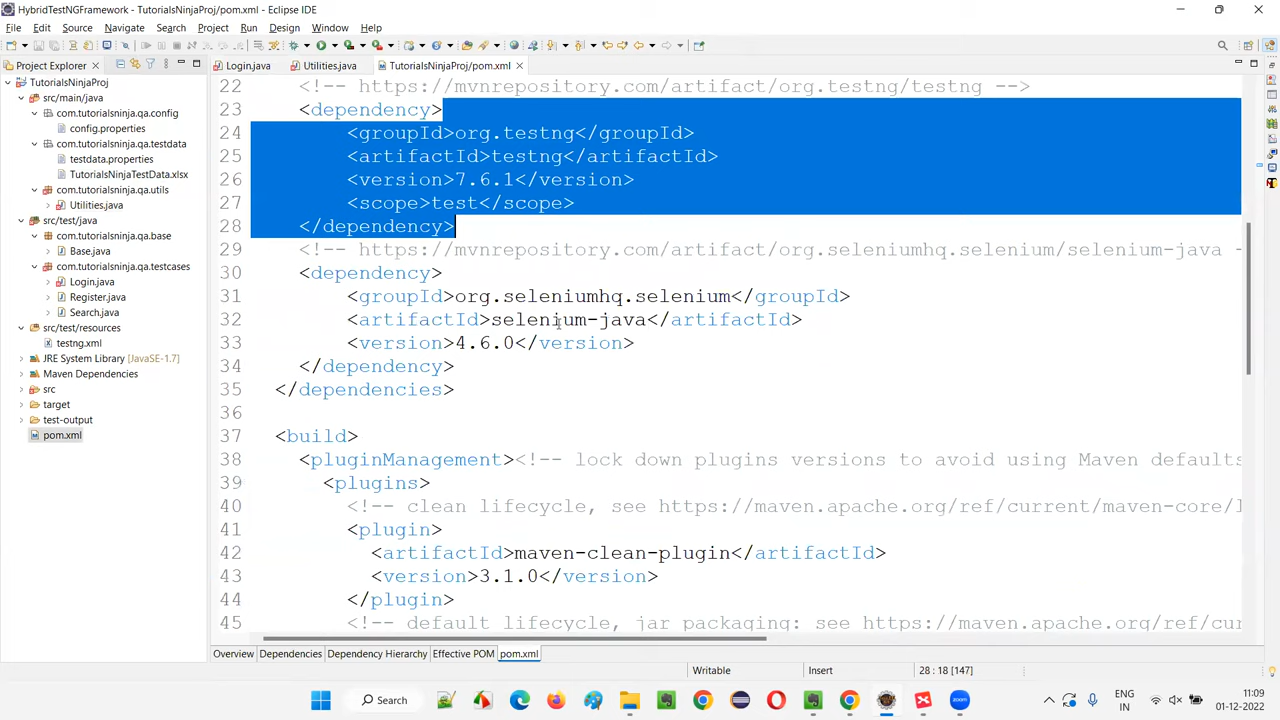 HybridTestNGFramework - TutorialsNinjaProj/pom.xml - Eclipse IDE
File Edit Source Navigate Search Project Run Design Window Help
Project Explorer
Login.java Utilities.java TutorialsNinjaProj/pom.xml
TutorialsNinjaProj
src/main/java
com.tutorialsninja.qa.config
config.properties
com.tutorialsninja.qa.testdata
testdata.properties
TutorialsNinjaTestData.xlsx
com.tutorialsninja.qa.utils
Utilities.java
src/test/java
com.tutorialsninja.qa.base
Base.java
com.tutorialsninja.qa.testcases
Login.java
Register.java
Search.java
src/test/resources
testng.xml
JRE System Library [JavaSE-1.7]
Maven Dependencies
src
target
test-output
pom.xml
22 <!-- https://mvnrepository.com/artifact/org.testng/testng -->
23 <dependency>
24 <groupId>org.testng</groupId>
25 <artifactId>testng</artifactId>
26 <version>7.6.1</version>
27 <scope>test</scope>
28 </dependency>
29 <!-- https://mvnrepository.com/artifact/org.seleniumhq.selenium/selenium-java -
30 <dependency>
31 <groupId>org.seleniumhq.selenium</groupId>
32 <artifactId>selenium-java</artifactId>
33 <version>4.6.0</version>
34 </dependency>
35 </dependencies>
36
37 <build>
38 <pluginManagement><!-- lock down plugins versions to avoid using Maven defaults
39 <plugins>
40 <!-- clean lifecycle, see https://maven.apache.org/ref/current/maven-core/l
41 <plugin>
42 <artifactId>maven-clean-plugin</artifactId>
43 <version>3.1.0</version>
44 </plugin>
45 <!-- default lifecycle, jar packaging: see https://maven.apache.org/ref/cur
Overview Dependencies Dependency Hierarchy Effective POM pom.xml
Writable Insert 28 : 18 [147]
Search
zoom
ENG
IN
11:09
01-12-2022